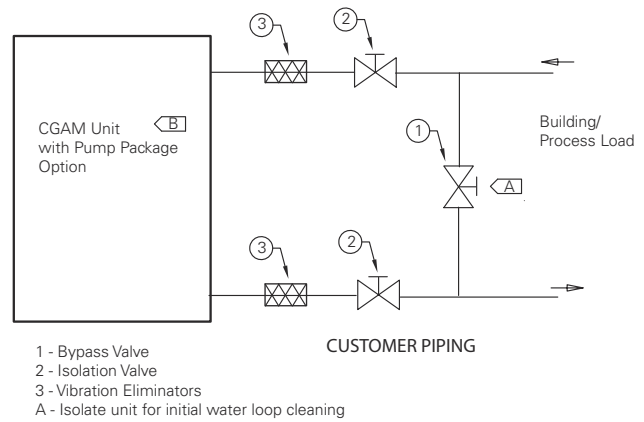 3
2
CGAM Unit
with Pump Package
Option
B
1
Building/
Process Load
A
3
2
CUSTOMER PIPING
1 - Bypass Valve
2 - Isolation Valve
3 - Vibration Eliminators
A - Isolate unit for initial water loop cleaning